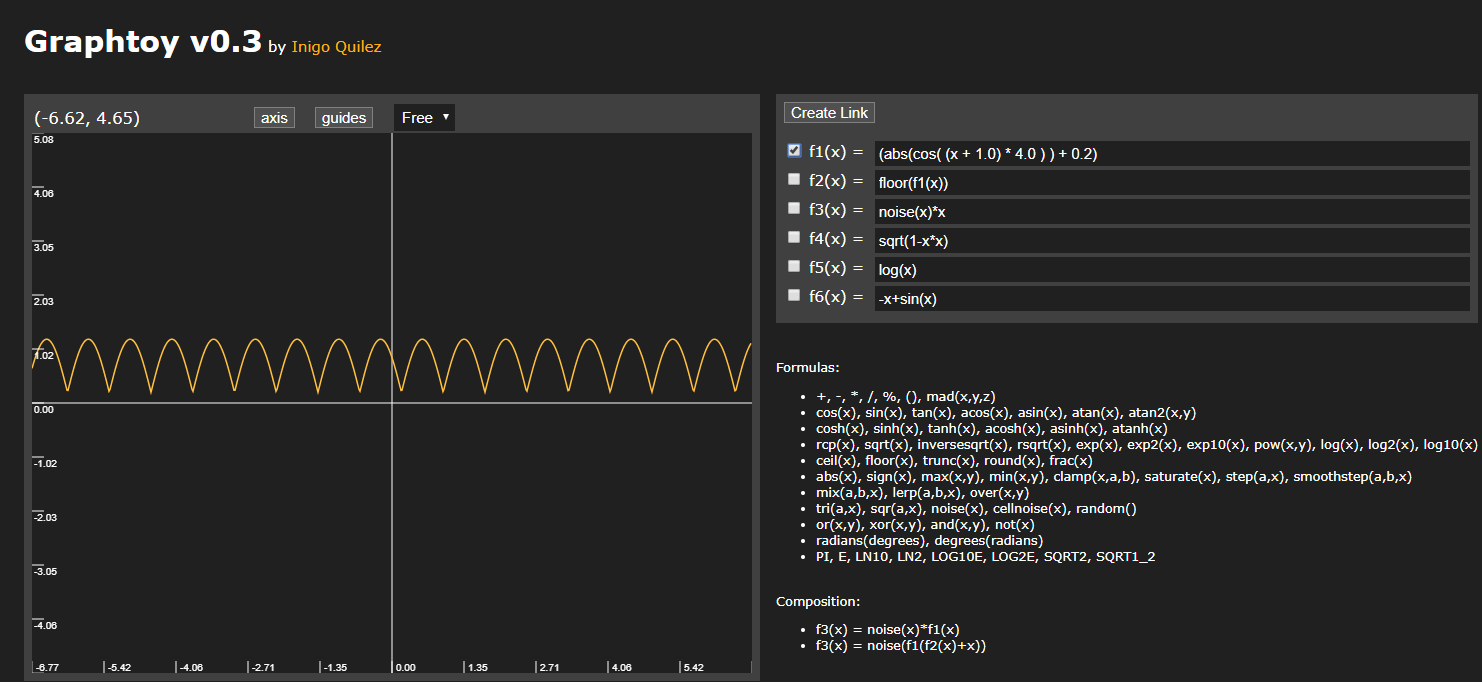 Graphtoy v0.3 by Inigo Quilez
(-6.62, 4.65) axis guides Free
5.08
4.06
3.05
2.03
1.02
0.00
-1.02
-2.03
-3.05
-4.06
-6.77 -5.42 -4.06 -2.71 -1.35 0.00 1.35 2.71 4.06 5.42
Create Link
f1(x) = (abs(cos( (x + 1.0) * 4.0 ) ) + 0.2)
f2(x) = floor(f1(x))
f3(x) = noise(x)*x
f4(x) = sqrt(1-x*x)
f5(x) = log(x)
f6(x) = -x+sin(x)
Formulas:
• +, -, *, /, %, (), mad(x,y,z)
• cos(x), sin(x), tan(x), acos(x), asin(x), atan(x), atan2(x,y)
• cosh(x), sinh(x), tanh(x), acosh(x), asinh(x), atanh(x)
• rcp(x), sqrt(x), inversesqrt(x), rsqrt(x), exp(x), exp2(x), exp10(x), pow(x,y), log(x), log2(x), log10(x)
• ceil(x), floor(x), trunc(x), round(x), frac(x)
• abs(x), sign(x), max(x,y), min(x,y), clamp(x,a,b), saturate(x), step(a,x), smoothstep(a,b,x)
• mix(a,b,x), lerp(a,b,x), over(x,y)
• tri(a,x), sqr(a,x), noise(x), cellnoise(x), random()
• or(x,y), xor(x,y), and(x,y), not(x)
• radians(degrees), degrees(radians)
• PI, E, LN10, LN2, LOG10E, LOG2E, SQRT2, SQRT1_2
Composition:
• f3(x) = noise(x)*f1(x)
• f3(x) = noise(f1(f2(x)+x))